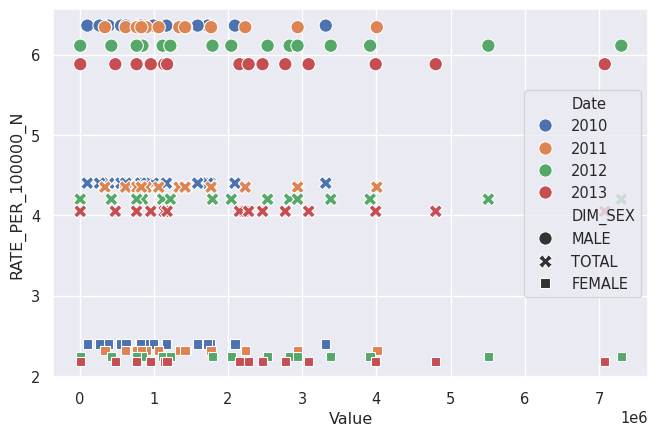 6
5
4
3
2
RATE_PER_100000_N
0 1 2 3 4 5 6 7
1e6
Value
Date
2010
2011
2012
2013
DIM_SEX
MALE
TOTAL
FEMALE